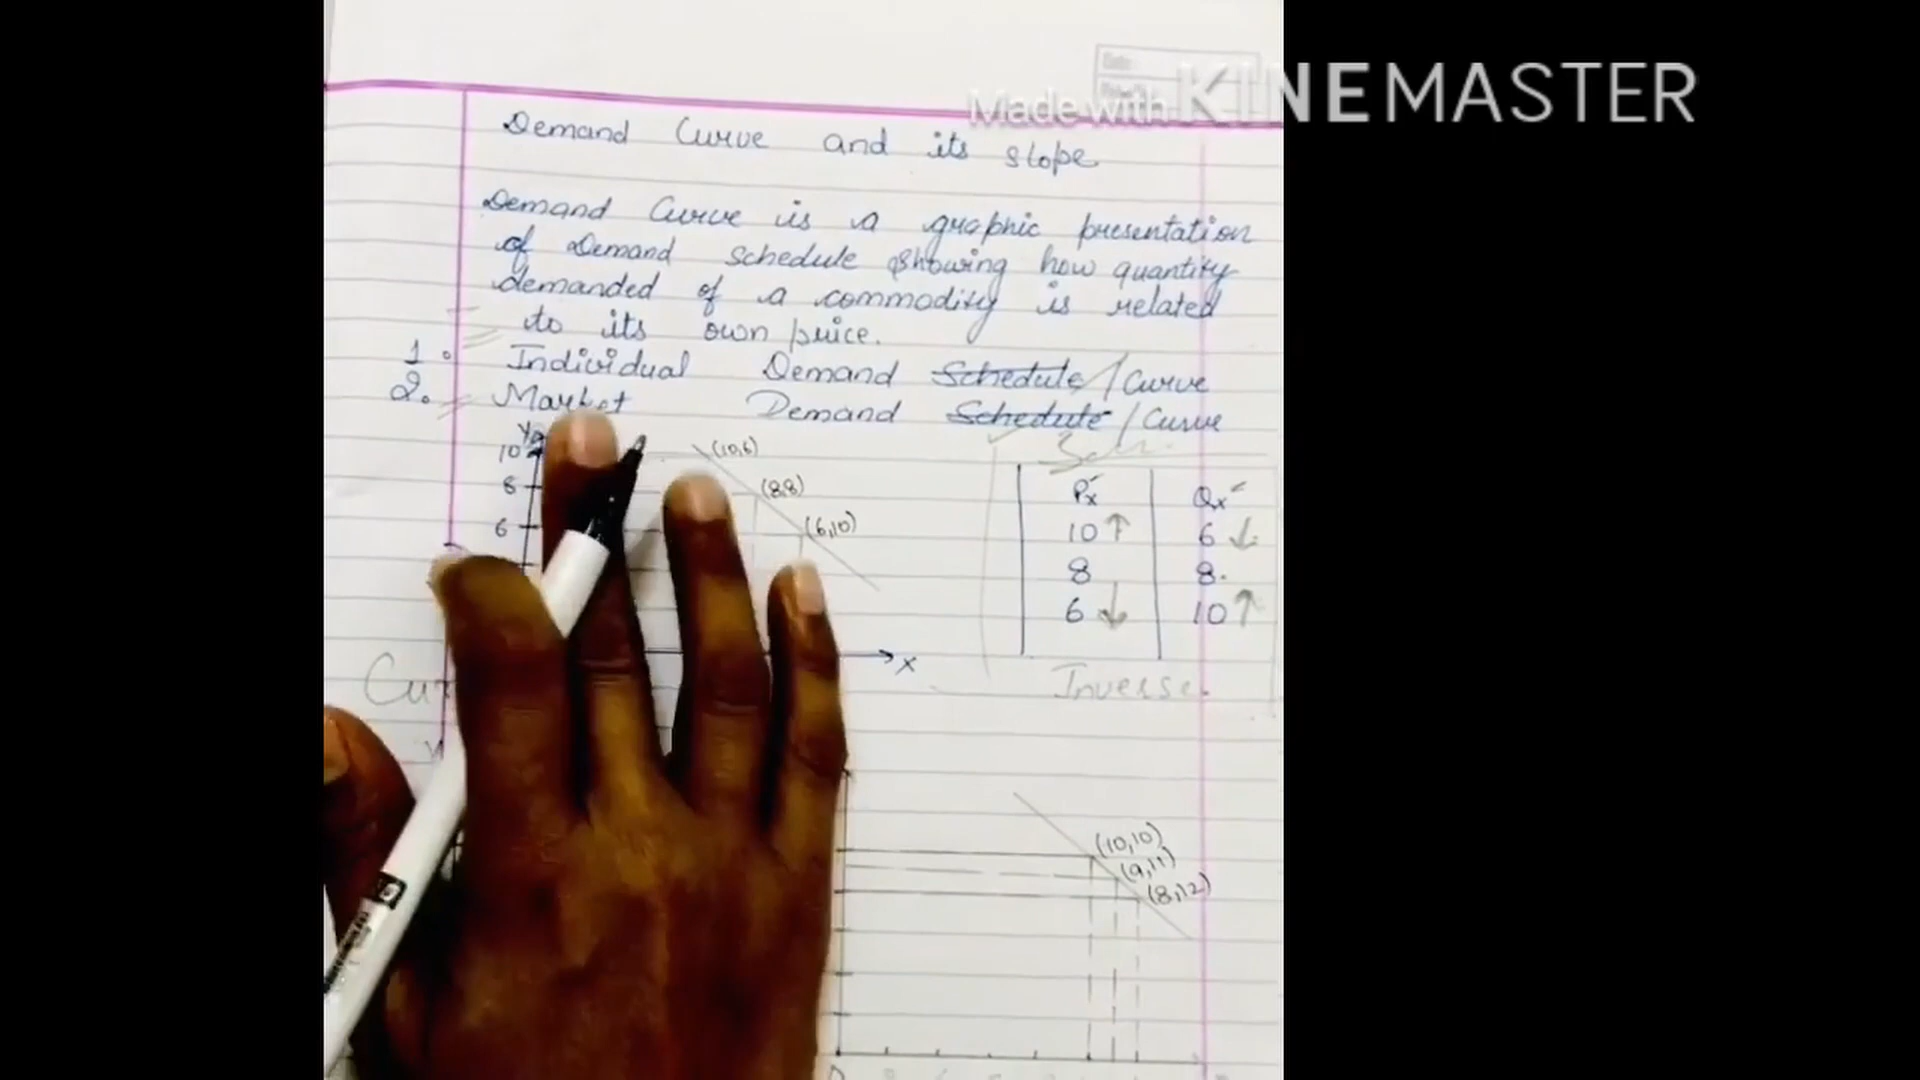 Made with KINEMASTER
Demand Curve and its slope
Demand Curve is a graphic presentation
of Demand schedule showing how quantity
demanded of a commodity is related
to its own price.
1. Individual Demand Schedule/Curve
2. Market Demand Schedule/Curve
Y
10
8
6
(10,6)
(8,8)
(6,10)
X
Px Qx
10↑ 6↓
8 8
6↓ 10↑
Inverse
(10,10)
(9,11)
(8,12)